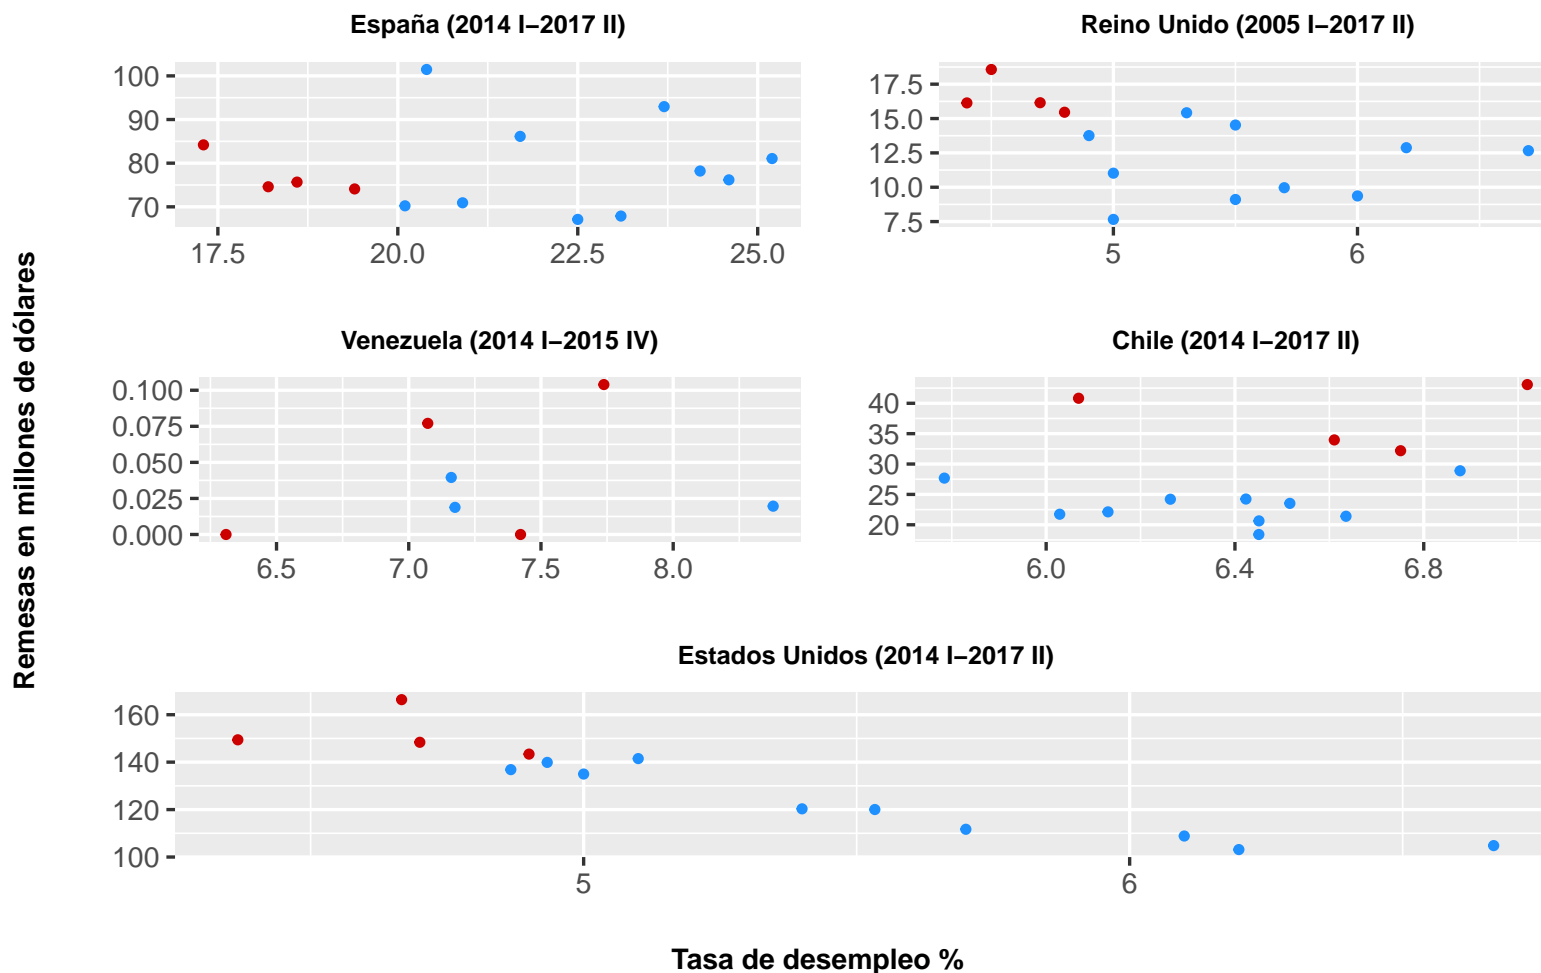 España (2014 I–2017 II)
100
90
80
70
17.5 20.0 22.5 25.0
Reino Unido (2005 I–2017 II)
17.5
15.0
12.5
10.0
7.5
5 6
Remesas en millones de dólares
Venezuela (2014 I–2015 IV)
0.100
0.075
0.050
0.025
0.000
6.5 7.0 7.5 8.0
Chile (2014 I–2017 II)
40
35
30
25
20
6.0 6.4 6.8
Estados Unidos (2014 I–2017 II)
160
140
120
100
5 6
Tasa de desempleo %